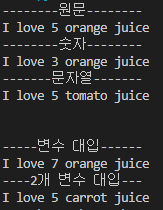 -------원문--------
I love 5 orange juice
--------숫자--------
I love 3 orange juice
-------문자열-------
I love 5 tomato juice
-----변수 대입------
I love 7 orange juice
----2개 변수 대입---
I love 5 carrot juice